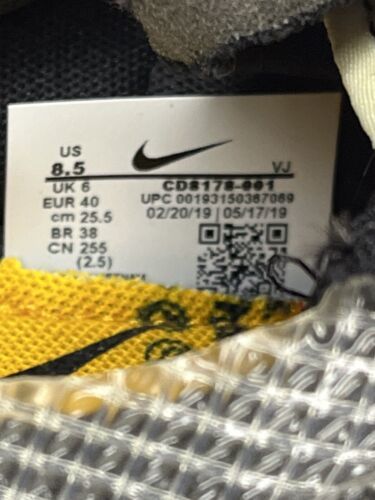 US
8.5 VJ
UK 6 CD8178-001
EUR 40 UPC 00193150367069
cm 25.5 02/20/19 | 05/17/19
BR 38
CN 255
(2.5)